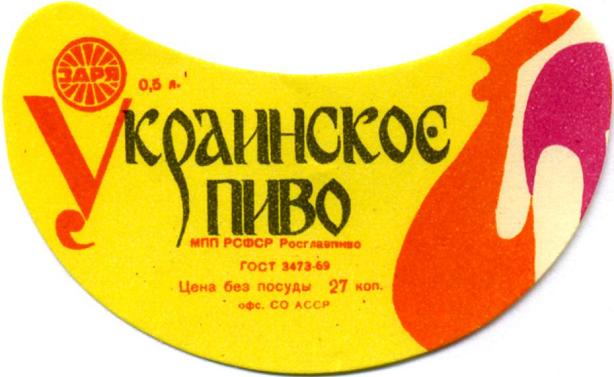 ЗАРЯ
0,5 л.
Украинское
пиво
МПП РСФСР Росглавпиво
ГОСТ 3473-69
Цена без посуды 27 коп.
офс. СО АССР